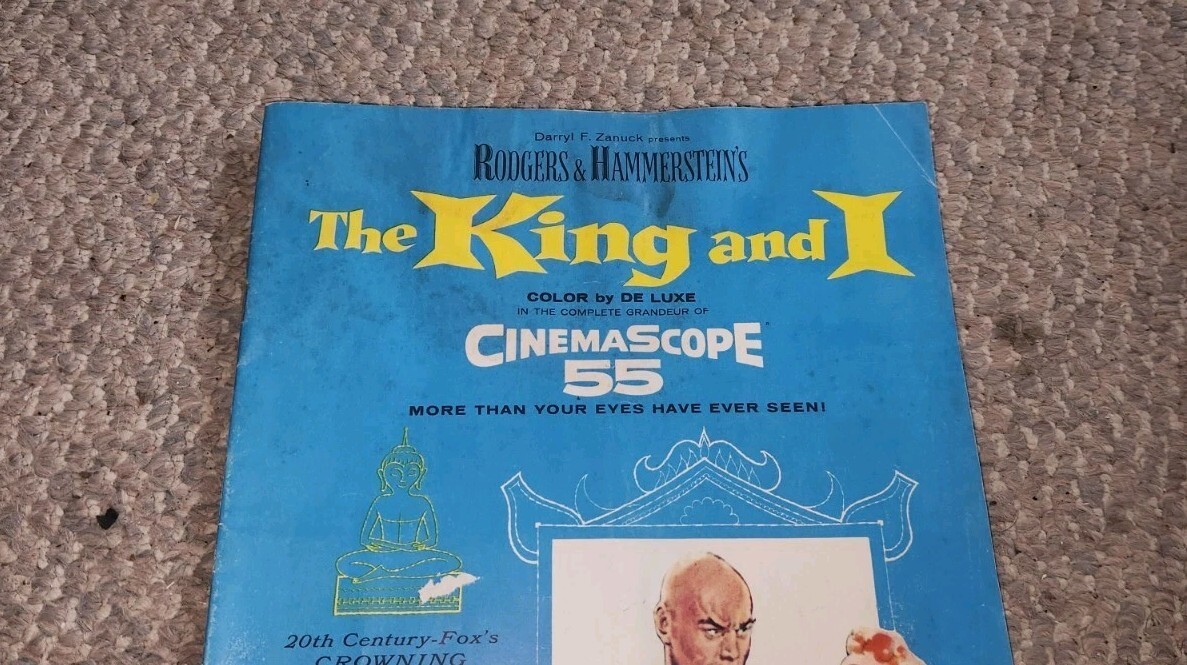 Darryl F. Zanuck presents
RODGERS & HAMMERSTEIN'S
The King and I
COLOR by DE LUXE
IN THE COMPLETE GRANDEUR OF
CINEMASCOPE
55
MORE THAN YOUR EYES HAVE EVER SEEN!
20th Century-Fox's
CROWNING